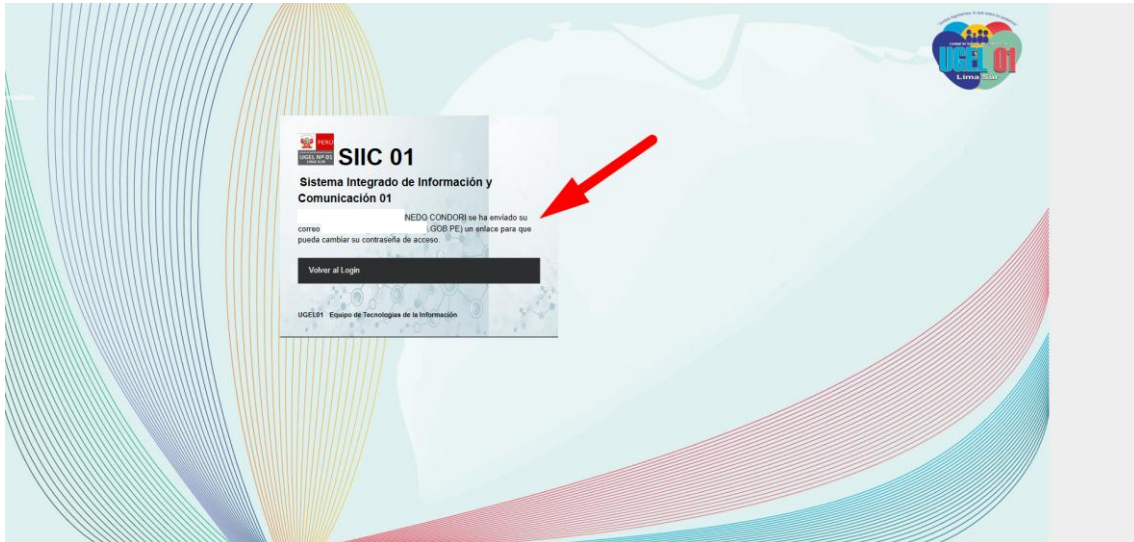 UGEL 01
Lima Sur
PERÚ
UGEL Nº 01
LIMA SUR
SIIC 01
Sistema Integrado de Información y
Comunicación 01
NEDO CONDORI se ha enviado su
correo .GOB.PE) un enlace para que
pueda cambiar su contraseña de acceso.
Volver al Login
UGEL01 Equipo de Tecnologías de la Información